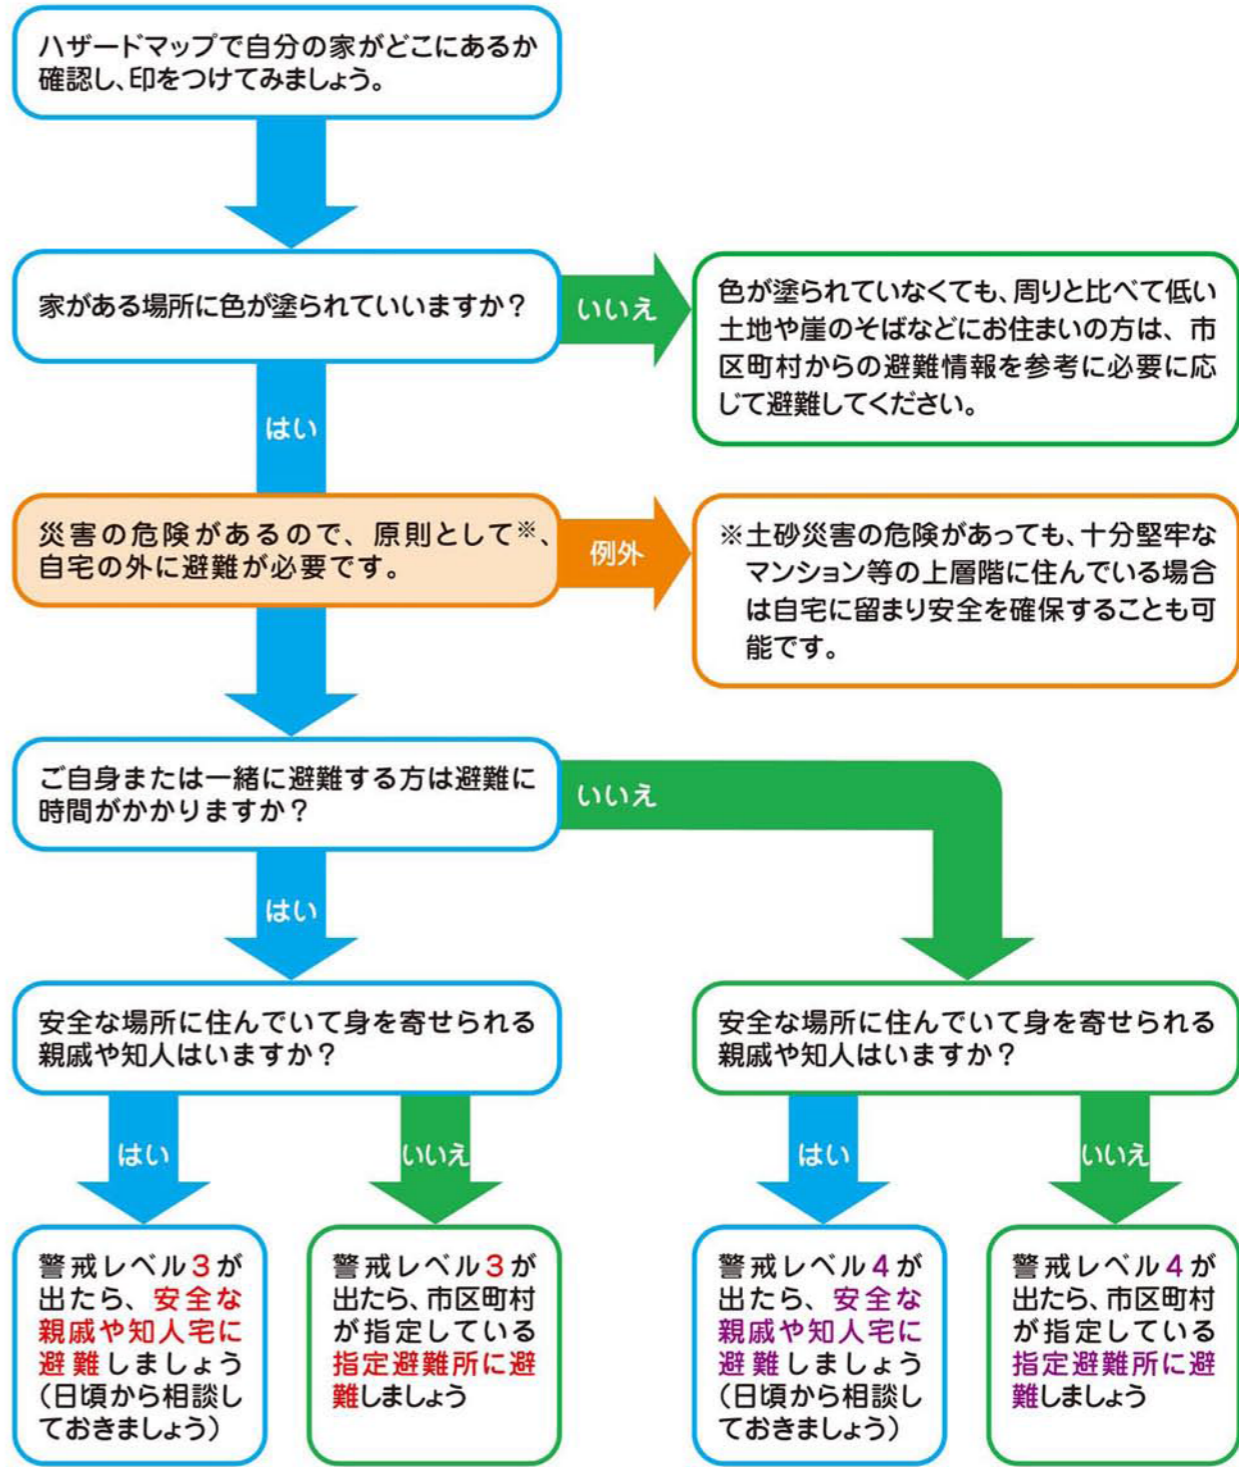 ハザードマップで自分の家がどこにあるか
確認し、印をつけてみましょう。
家がある場所に色が塗られていいますか？
いいえ
色が塗られていなくても、周りと比べて低い
土地や崖のそばなどにお住まいの方は、市
区町村からの避難情報を参考に必要に応
じて避難してください。
はい
災害の危険があるので、原則として※、
自宅の外に避難が必要です。
例外
※土砂災害の危険があっても、十分堅牢な
マンション等の上層階に住んでいる場合
は自宅に留まり安全を確保することも可
能です。
ご自身または一緒に避難する方は避難に
時間がかかりますか？
いいえ
はい
安全な場所に住んでいて身を寄せられる
親戚や知人はいますか？
安全な場所に住んでいて身を寄せられる
親戚や知人はいますか？
はい
いいえ
はい
いいえ
警戒レベル3が
出たら、安全な
親戚や知人宅に
避難しましょう
（日頃から相談し
ておきましょう）
警戒レベル3が
出たら、市区町村
が指定している
指定避難所に避
難しましょう
警戒レベル4が
出たら、安全な
親戚や知人宅に
避難しましょう
（日頃から相談し
ておきましょう）
警戒レベル4が
出たら、市区町村
が指定している
指定避難所に避
難しましょう